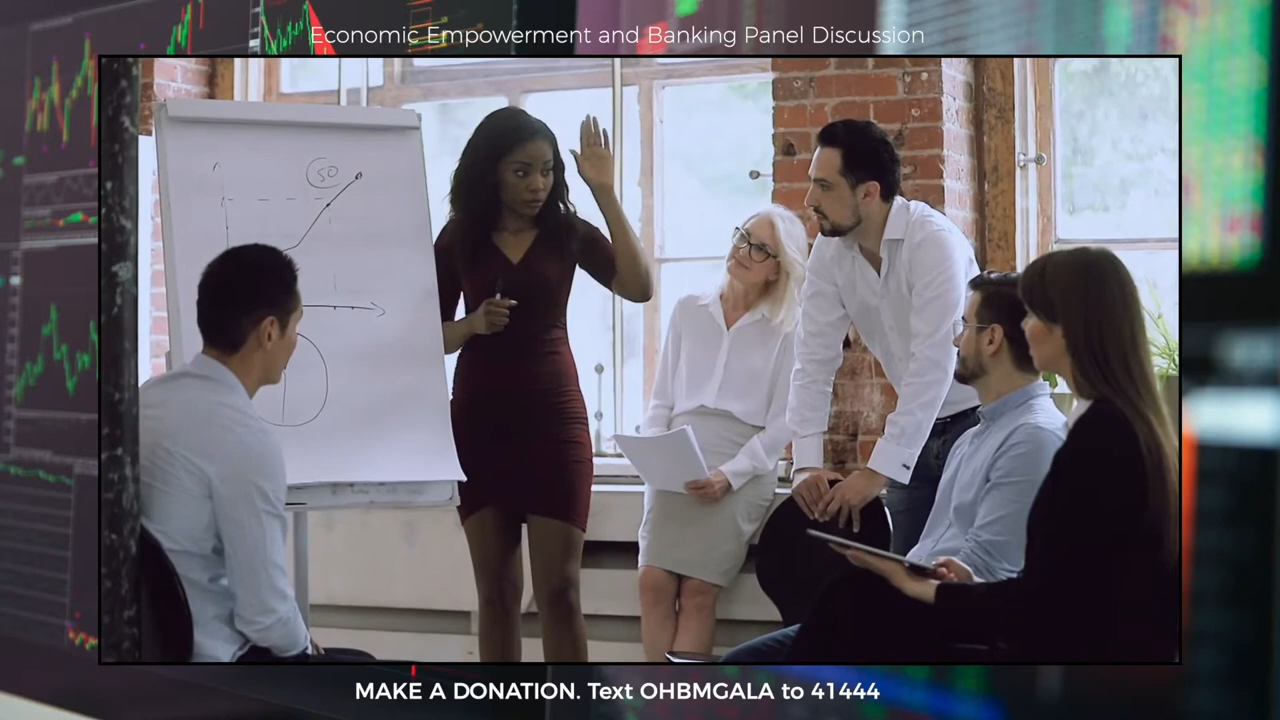 Economic Empowerment and Banking Panel Discussion
50
MAKE A DONATION. Text OHBMGALA to 41444